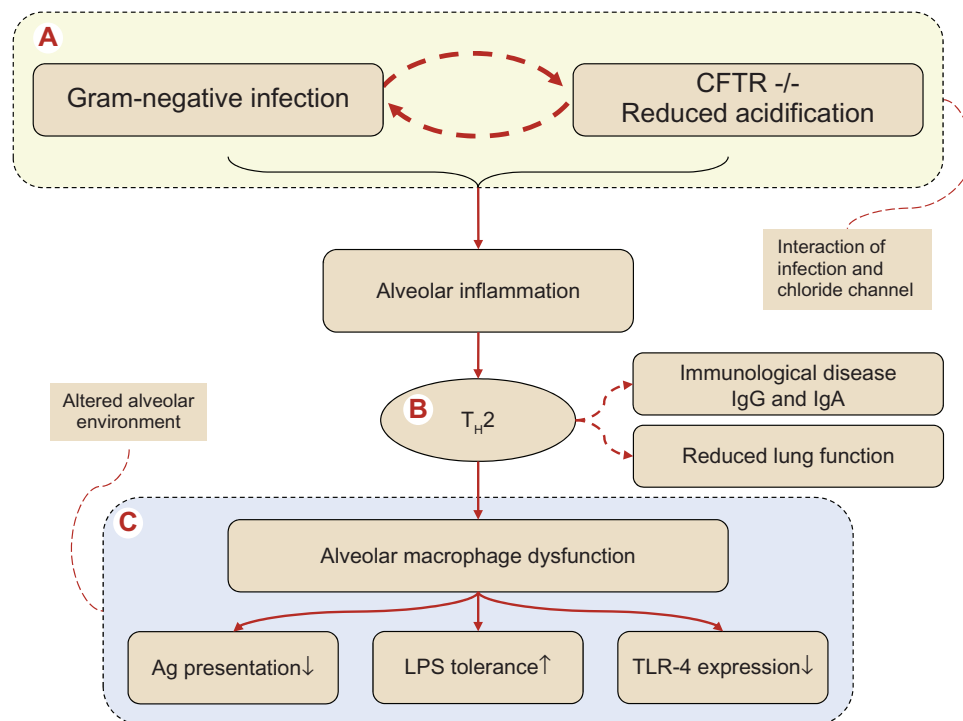 A
Gram-negative infection
CFTR -/-
Reduced acidification
Interaction of
infection and
chloride channel
Alveolar inflammation
Altered alveolar
environment
B
TH2
Immunological disease
IgG and IgA
Reduced lung function
C
Alveolar macrophage dysfunction
Ag presentation↓
LPS tolerance↑
TLR-4 expression↓